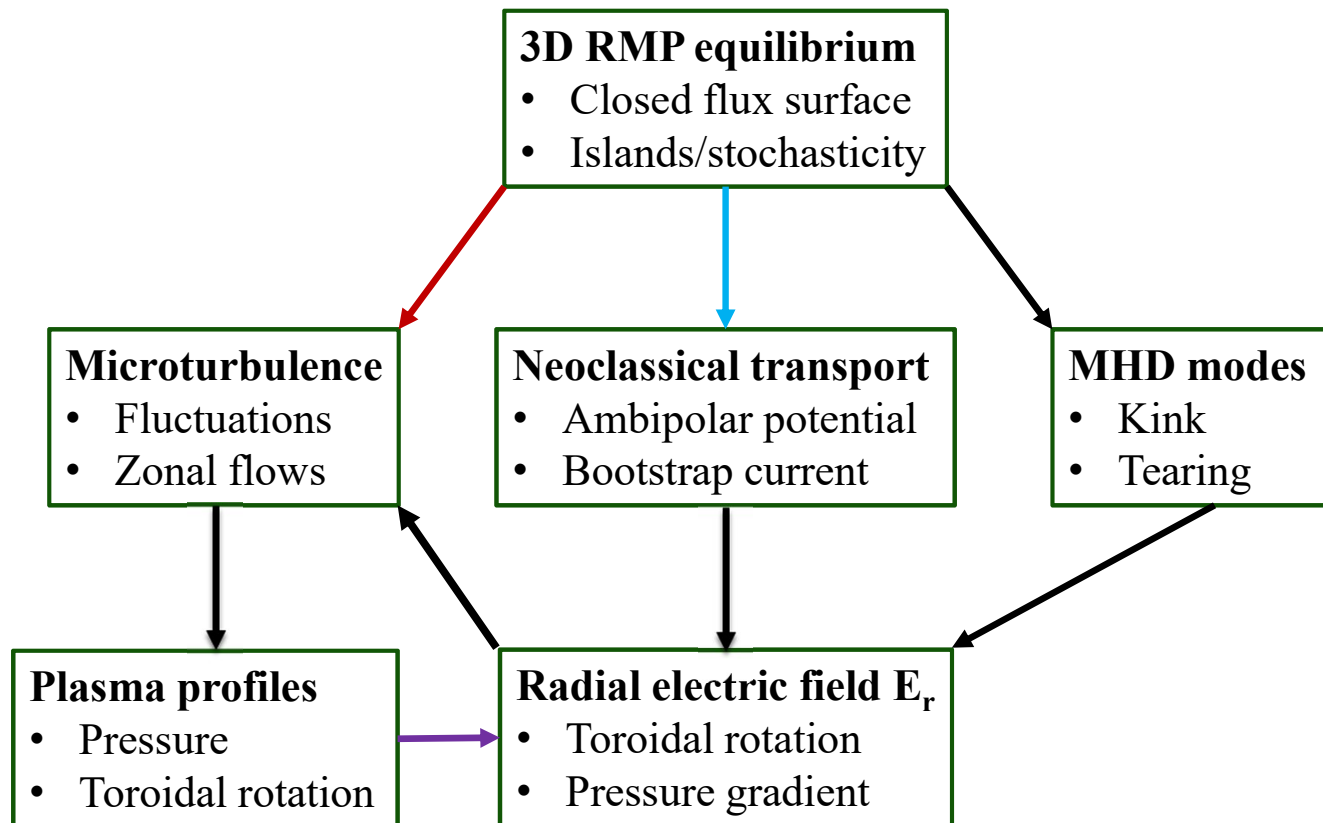 3D RMP equilibrium
• Closed flux surface
• Islands/stochasticity
Microturbulence
• Fluctuations
• Zonal flows
Neoclassical transport
• Ambipolar potential
• Bootstrap current
MHD modes
• Kink
• Tearing
Plasma profiles
• Pressure
• Toroidal rotation
Radial electric field Er
• Toroidal rotation
• Pressure gradient